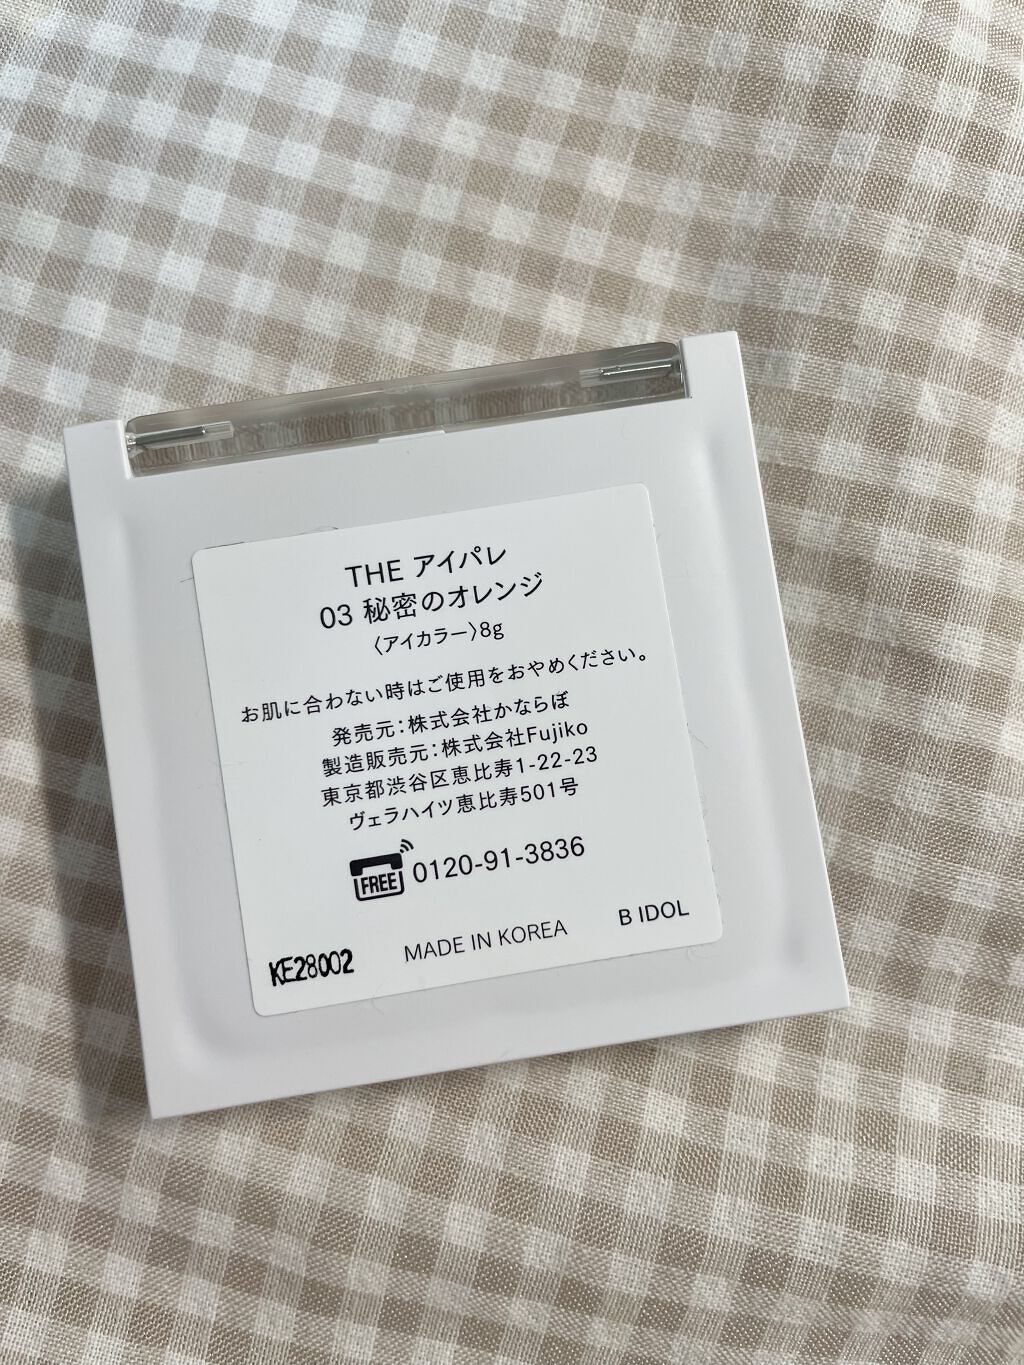 THE アイパレ
03 秘密のオレンジ
〈アイカラー〉8g
お肌に合わない時はご使用をおやめください。
発売元：株式会社かならぼ
製造販売元：株式会社Fujiko
東京都渋谷区恵比寿1-22-23
ヴェラハイツ恵比寿501号
FREE 0120-91-3836
KE28002 MADE IN KOREA B IDOL